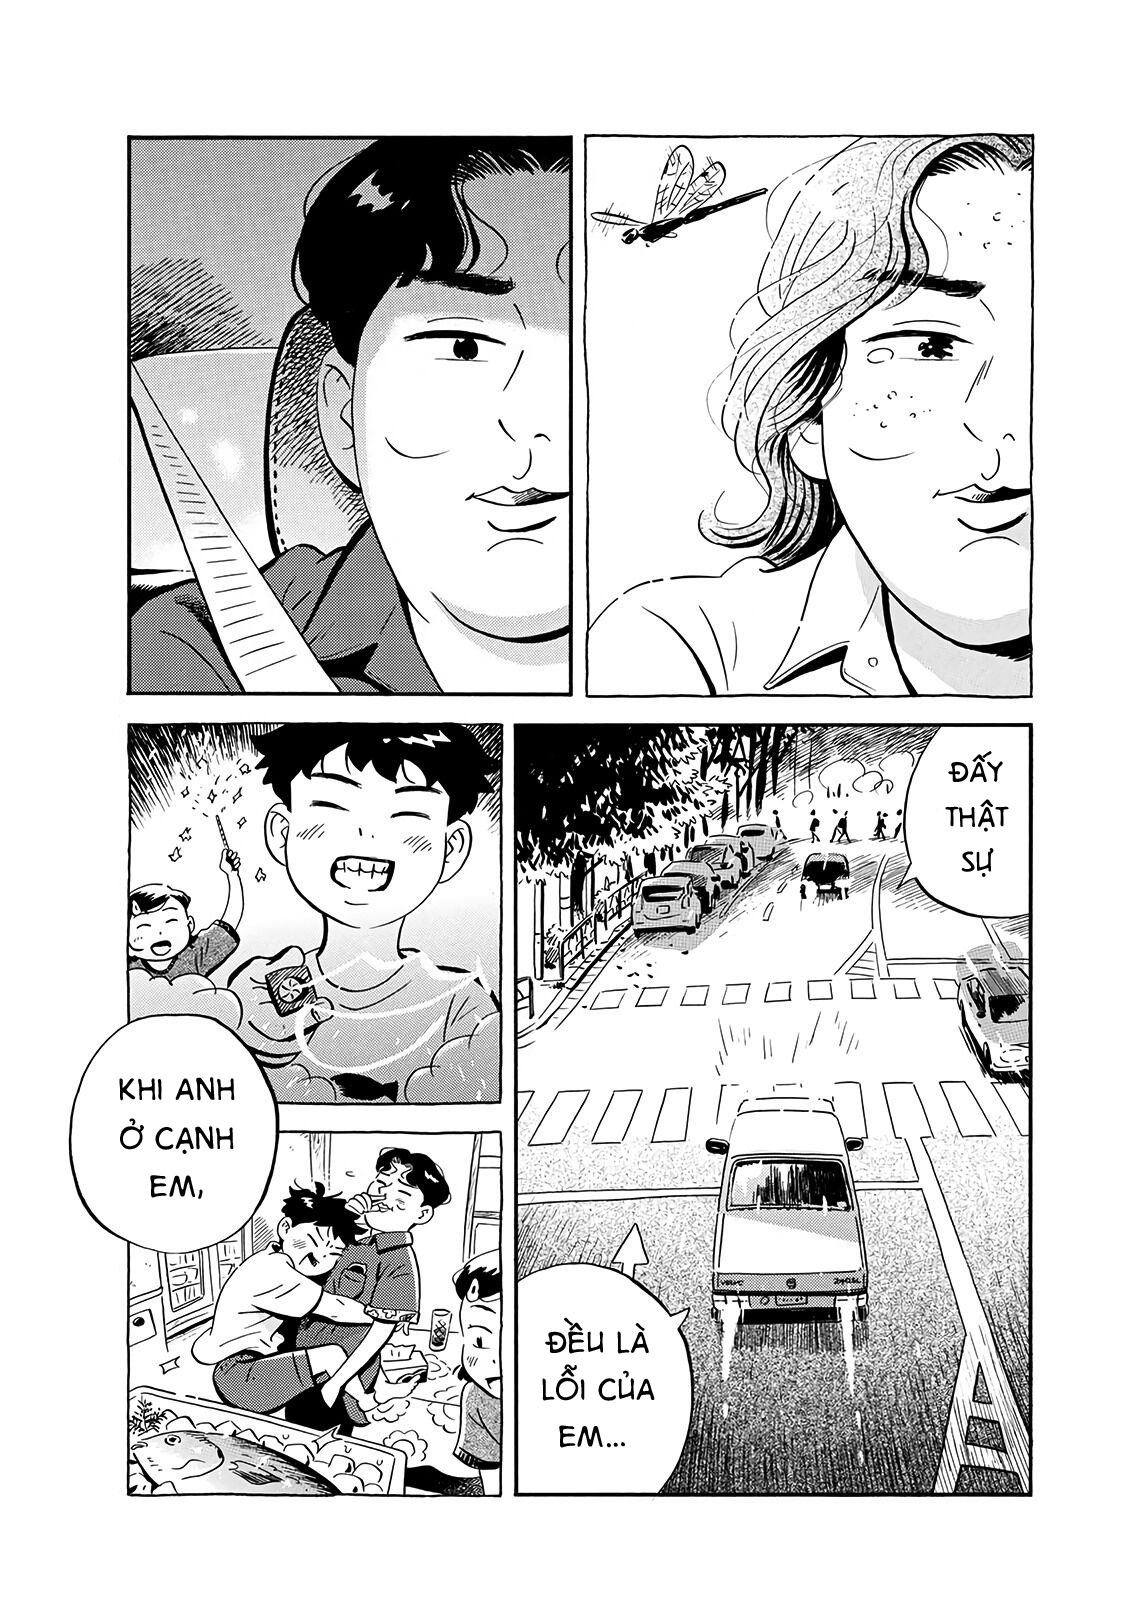 ĐẤY
THẬT
SỰ
ĐỀU LÀ
LỖI CỦA
EM...
KHI ANH
Ở CẠNH
EM,